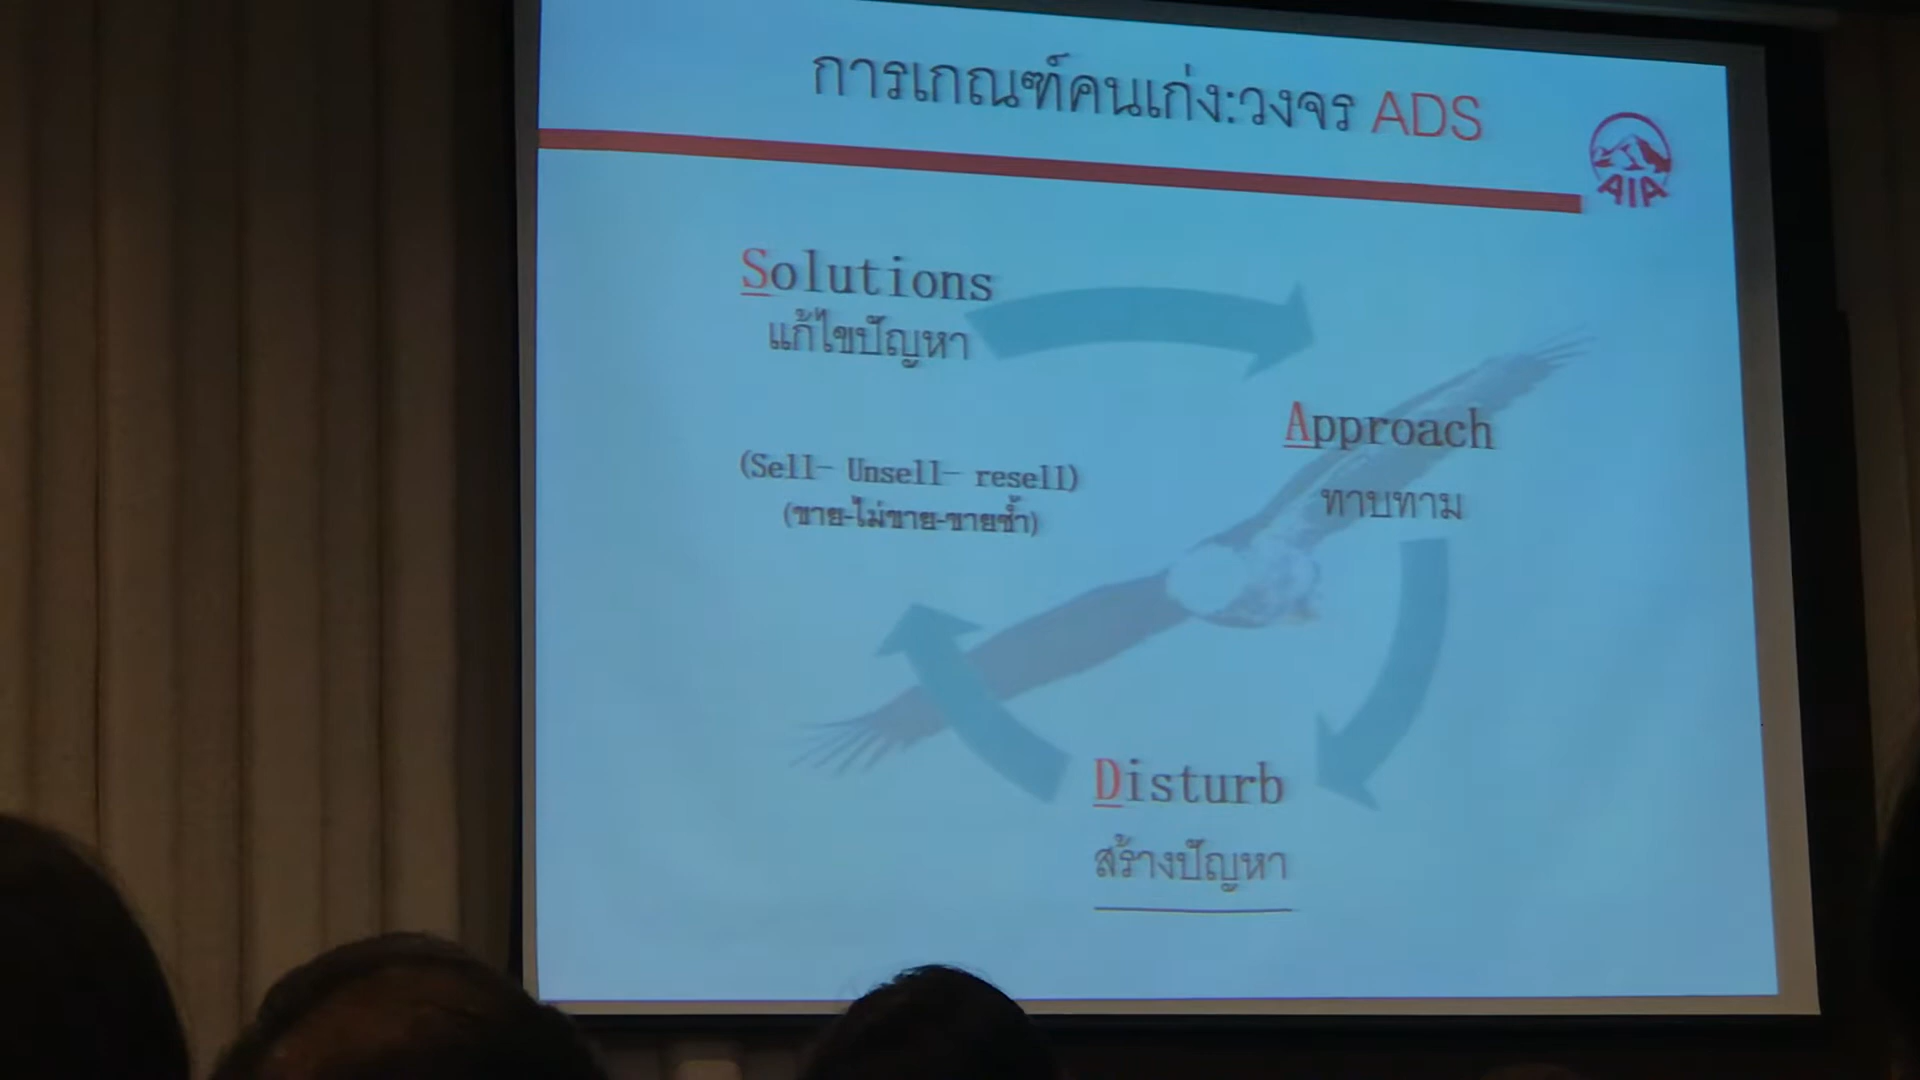 การเกณฑ์คนเก่ง:วงจร ADS
AIA
Solutions
แก้ไขปัญหา
Approach
ทาบทาม
(Sell- Unsell- resell)
(ขาย-ไม่ขาย-ขายซ้ำ)
Disturb
สร้างปัญหา